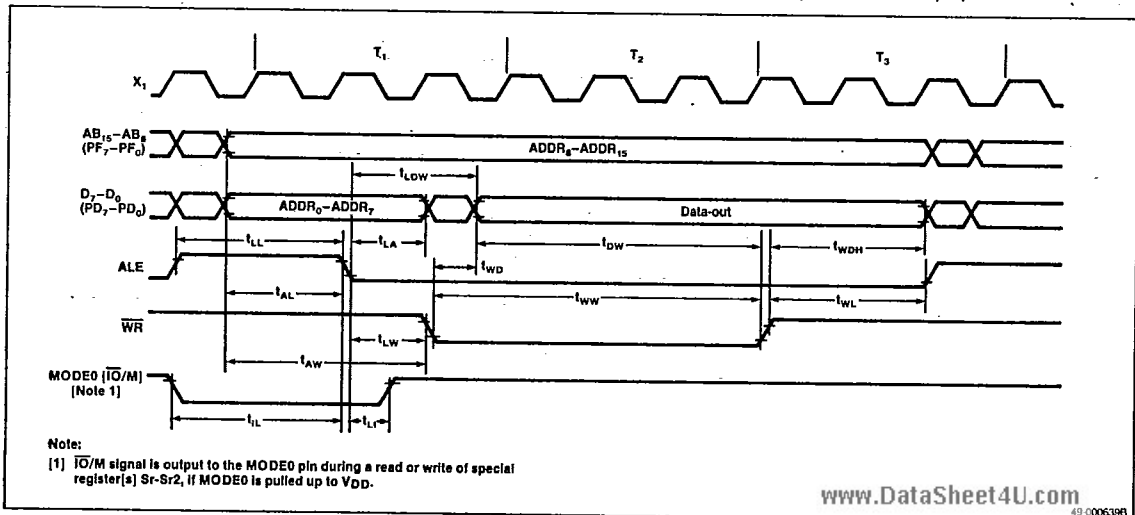 T₁ T₂ T₃
X₁
AB₁₅–AB₈
(PF₇–PF₀)
ADDR₈–ADDR₁₅
tLDW
D₇–D₀
(PD₇–PD₀)
ADDR₀–ADDR₇ Data-out
tLL tLA tDW tWDH
ALE tWD
tAL tWW tWL
WR
tLW
tAW
MODE0 [IO/M]
[Note 1]
tIL tLI
Note:
[1] IO/M signal is output to the MODE0 pin during a read or write of special
register[s] Sr-Sr2, if MODE0 is pulled up to VDD.
www.DataSheet4U.com
49-000639B